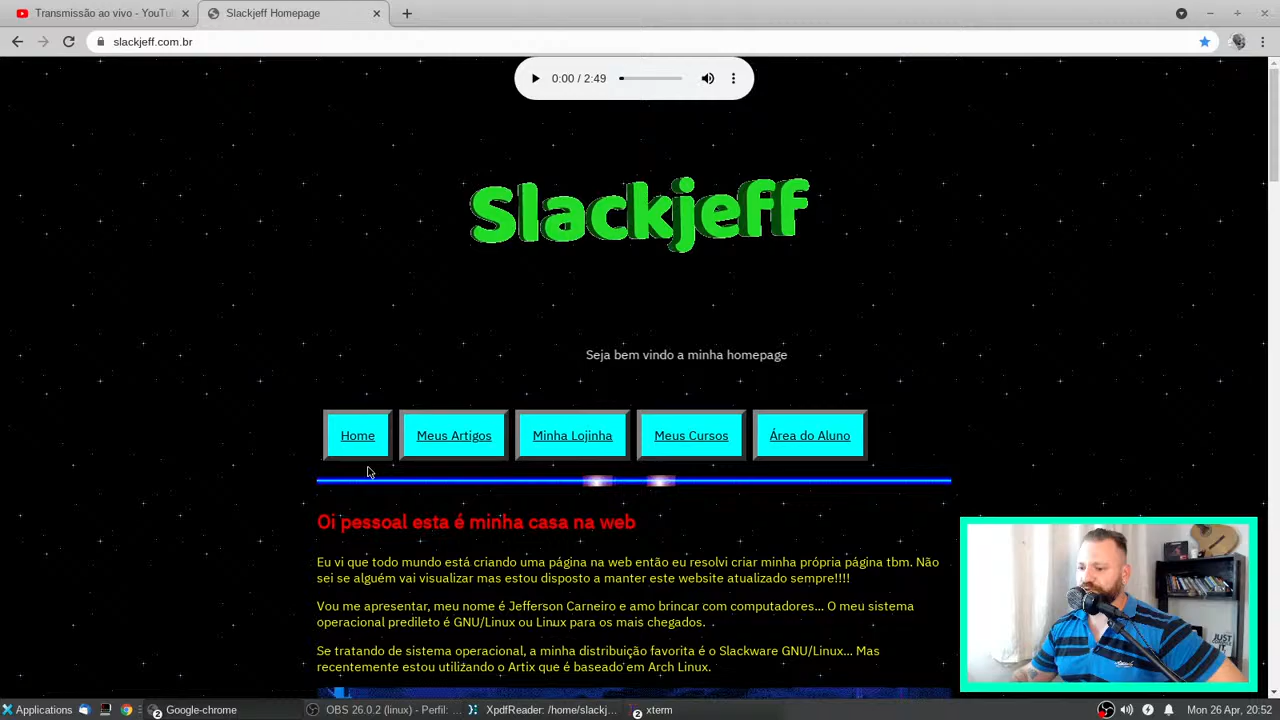 Transmissão ao vivo - YouTu
Slackjeff Homepage
slackjeff.com.br
0:00 / 2:49
Slackjeff
Seja bem vindo a minha homepage
Home
Meus Artigos
Minha Lojinha
Meus Cursos
Área do Aluno
Oi pessoal esta é minha casa na web
Eu vi que todo mundo está criando uma página na web então eu resolvi criar minha própria página tbm. Não
sei se alguém vai visualizar mas estou disposto a manter este website atualizado sempre!!!!
Vou me apresentar, meu nome é Jefferson Carneiro e amo brincar com computadores... O meu sistema
operacional predileto é GNU/Linux ou Linux para os mais chegados.
Se tratando de sistema operacional, a minha distribuição favorita é o Slackware GNU/Linux... Mas
recentemente estou utilizando o Artix que é baseado em Arch Linux.
JUST
Applications
2
Google-chrome
OBS 26.0.2 (linux) - Perfil: ...
XpdfReader: /home/slackj...
2
xterm
Mon 26 Apr, 20:52